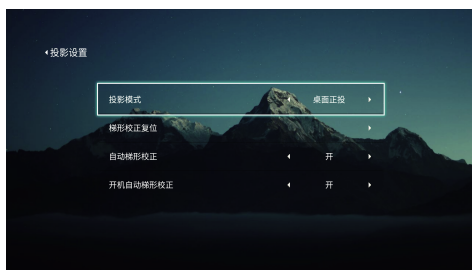 投影设置
投影模式 桌面正投
梯形校正复位
自动梯形校正 开
开机自动梯形校正 开